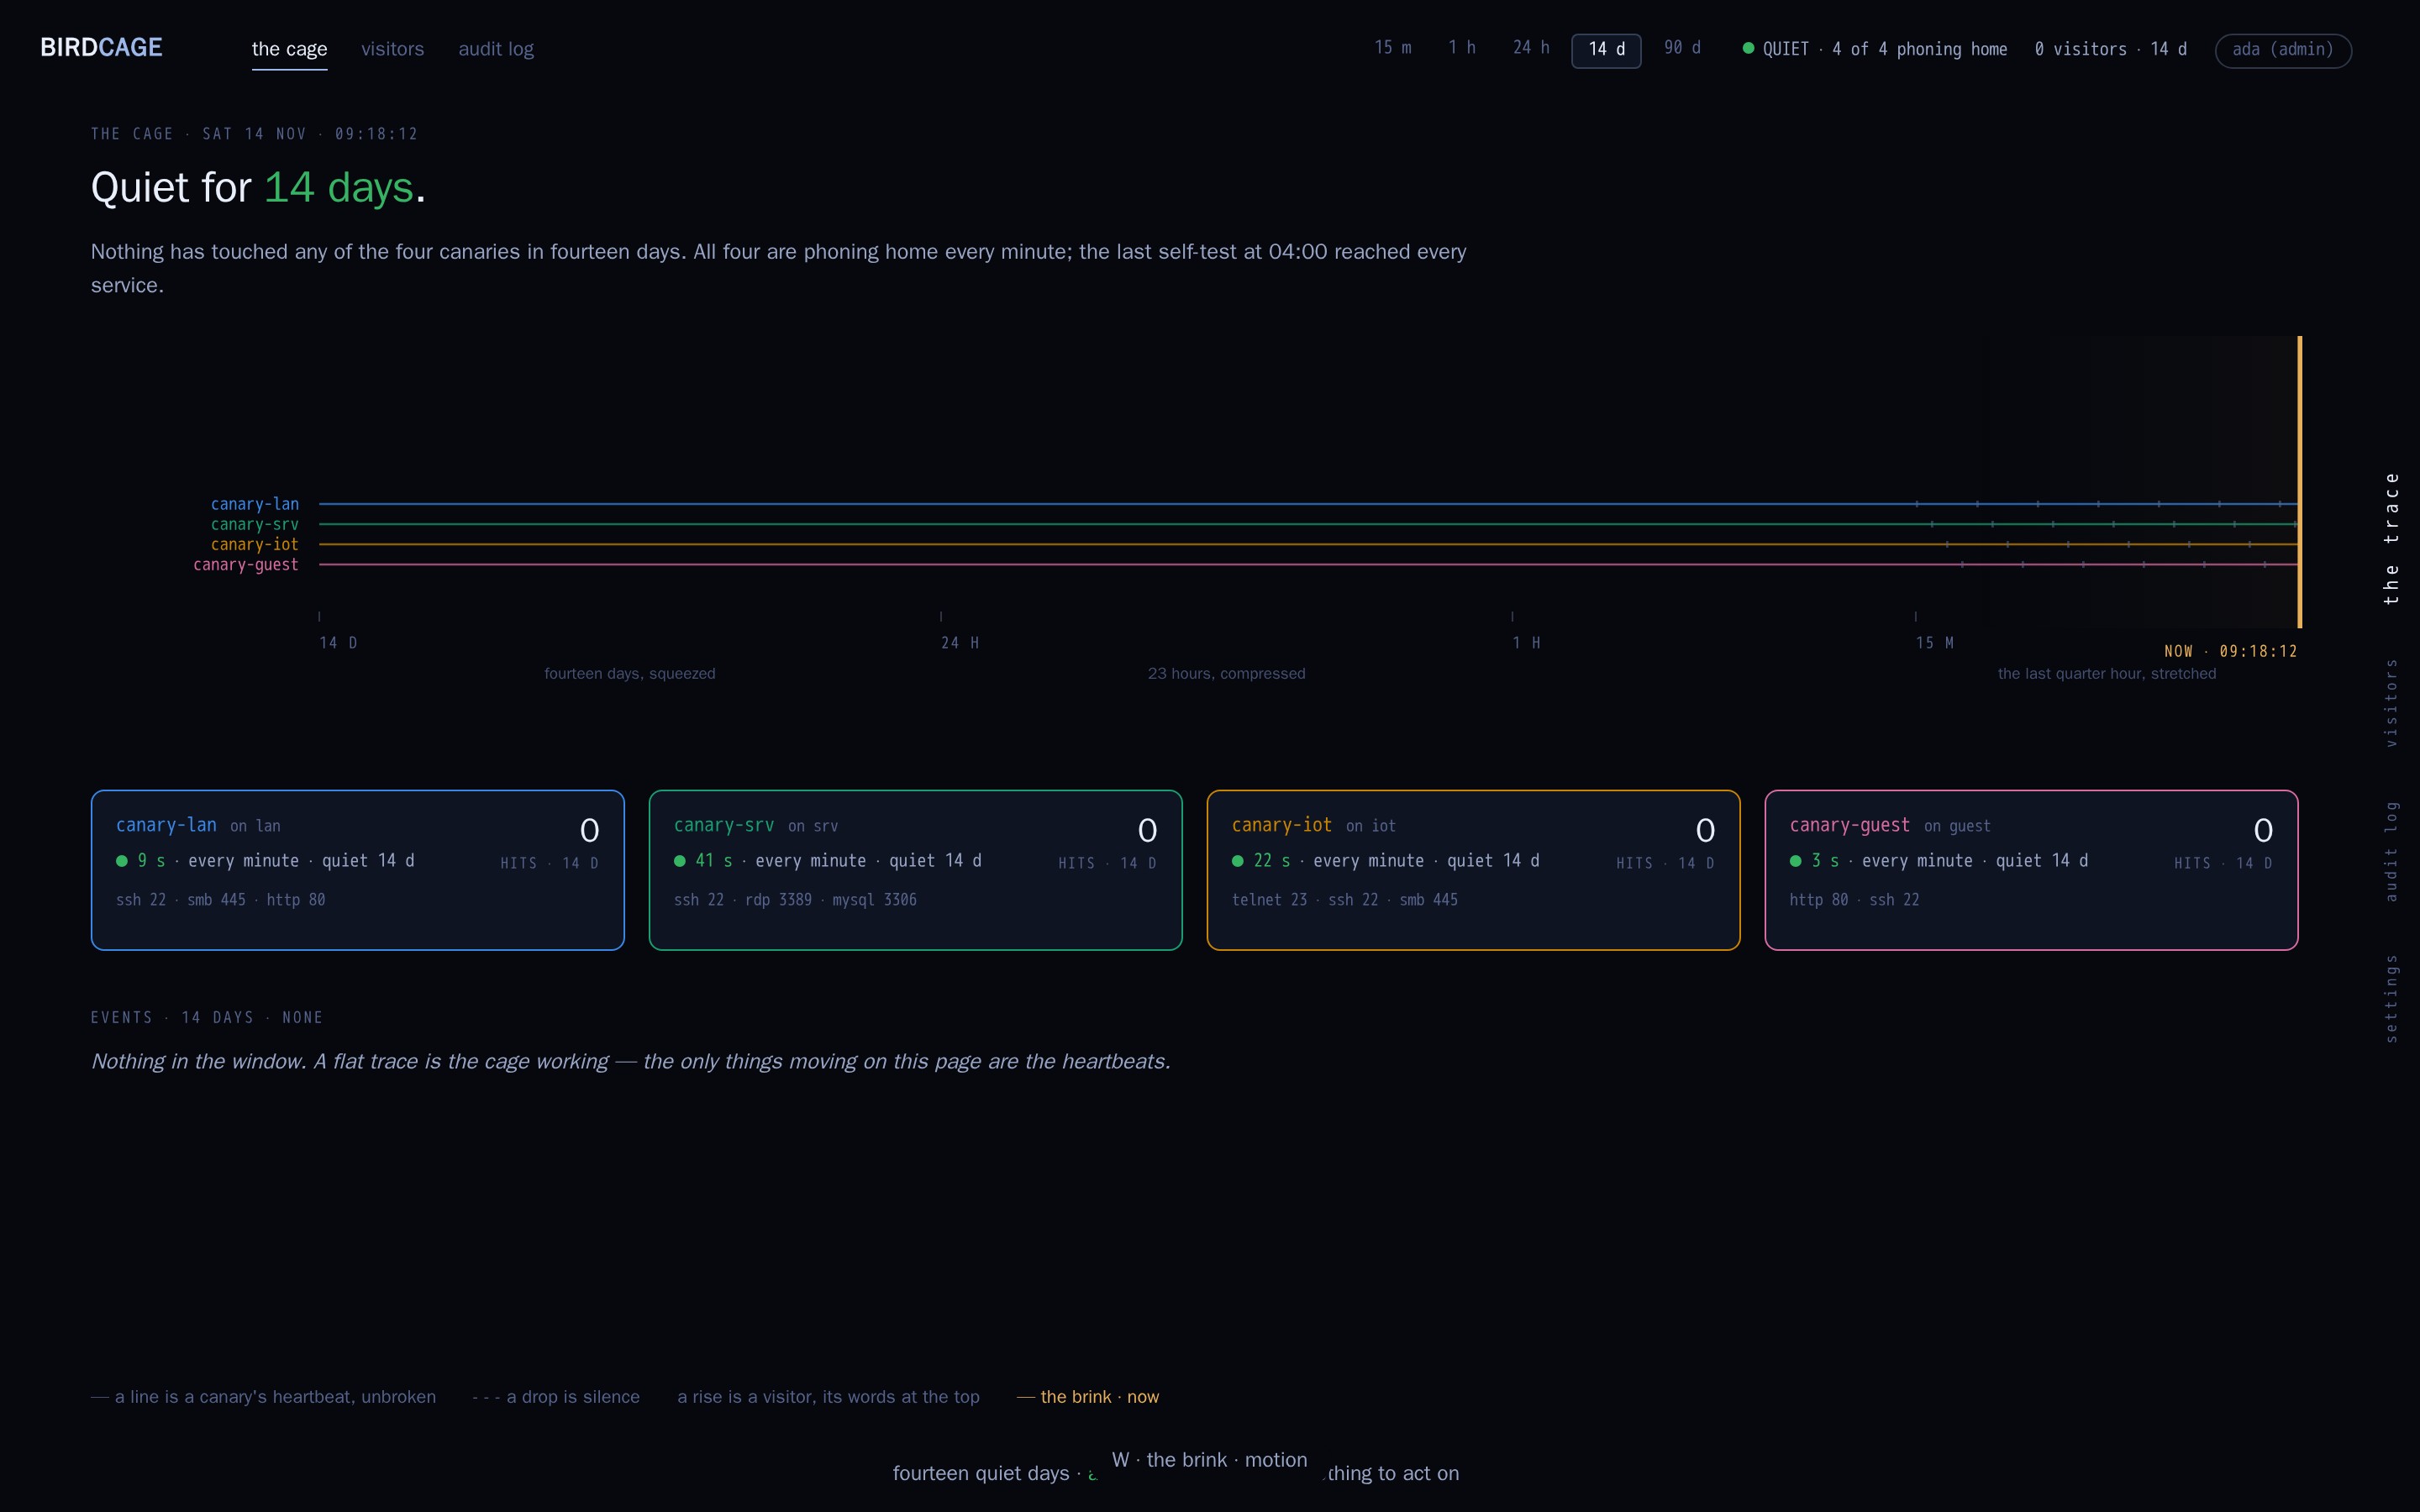 BIRDCAGE the cage visitors audit log 15 m 1 h 24 h 14 d 90 d QUIET · 4 of 4 phoning home 0 visitors · 14 d ada (admin)
THE CAGE · SAT 14 NOV · 09:18:12
Quiet for 14 days.
Nothing has touched any of the four canaries in fourteen days. All four are phoning home every minute; the last self-test at 04:00 reached every
service.
canary-lan
canary-srv
canary-iot
canary-guest
14 D 24 H 1 H 15 M NOW · 09:18:12
fourteen days, squeezed 23 hours, compressed the last quarter hour, stretched
the trace
visitors
audit log
settings
canary-lan on lan 0
9 s · every minute · quiet 14 d HITS · 14 D
ssh 22 · smb 445 · http 80
canary-srv on srv 0
41 s · every minute · quiet 14 d HITS · 14 D
ssh 22 · rdp 3389 · mysql 3306
canary-iot on iot 0
22 s · every minute · quiet 14 d HITS · 14 D
telnet 23 · ssh 22 · smb 445
canary-guest on guest 0
3 s · every minute · quiet 14 d HITS · 14 D
http 80 · ssh 22
EVENTS · 14 DAYS · NONE
Nothing in the window. A flat trace is the cage working — the only things moving on this page are the heartbeats.
— a line is a canary's heartbeat, unbroken - - - a drop is silence a rise is a visitor, its words at the top — the brink · now
W · the brink · motion
fourteen quiet days · thing to act on